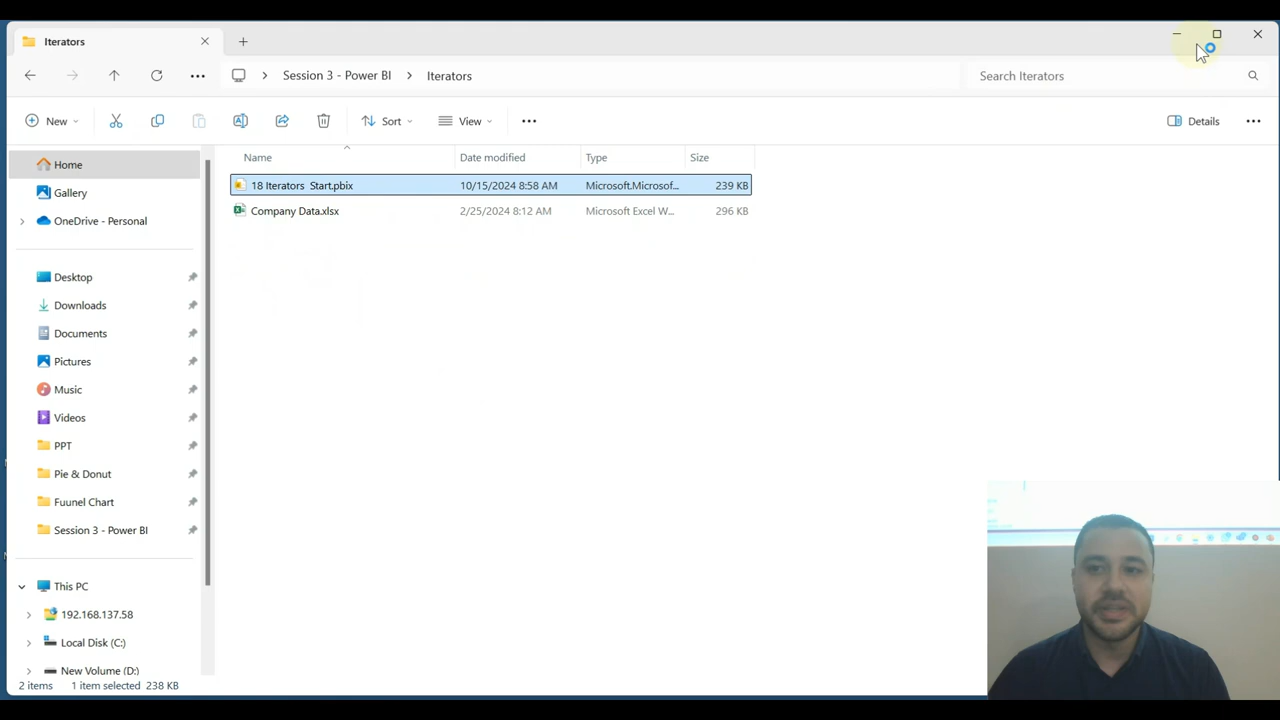 Iterators
Session 3 - Power BI
Iterators
Search Iterators
New
Sort
View
Details
Name
Date modified
Type
Size
18 Iterators  Start.pbix
10/15/2024 8:58 AM
Microsoft.Microsof...
239 KB
Company Data.xlsx
2/25/2024 8:12 AM
Microsoft Excel W...
296 KB
Home
Gallery
OneDrive - Personal
Desktop
Downloads
Documents
Pictures
Music
Videos
PPT
Pie & Donut
Fuunel Chart
Session 3 - Power BI
This PC
192.168.137.58
Local Disk (C:)
New Volume (D:)
2 items
1 item selected  238 KB